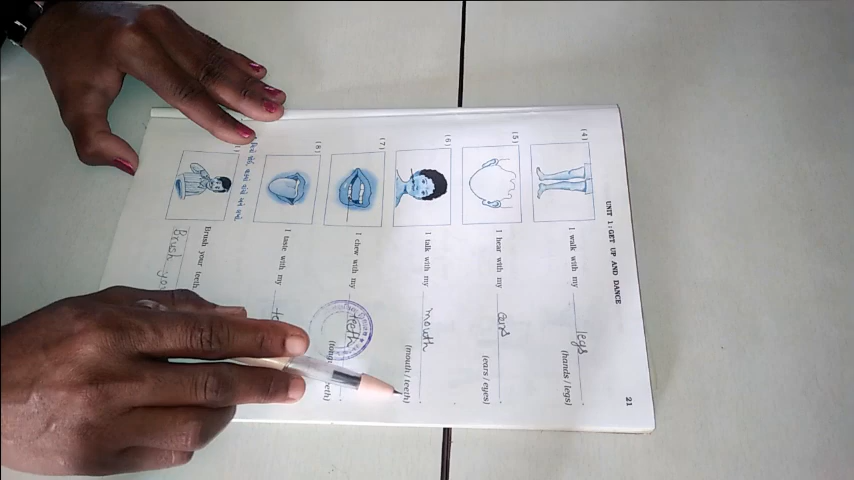 UNIT 1 : GET UP AND DANCE 21
(4) I walk with my legs.
(hands / legs)
(5) I hear with my ears.
(ears / eyes)
(6) I talk with my mouth.
(mouth / teeth)
(7) I chew with my teeth.
(8) I taste with my
Brush your teeth.
Brush